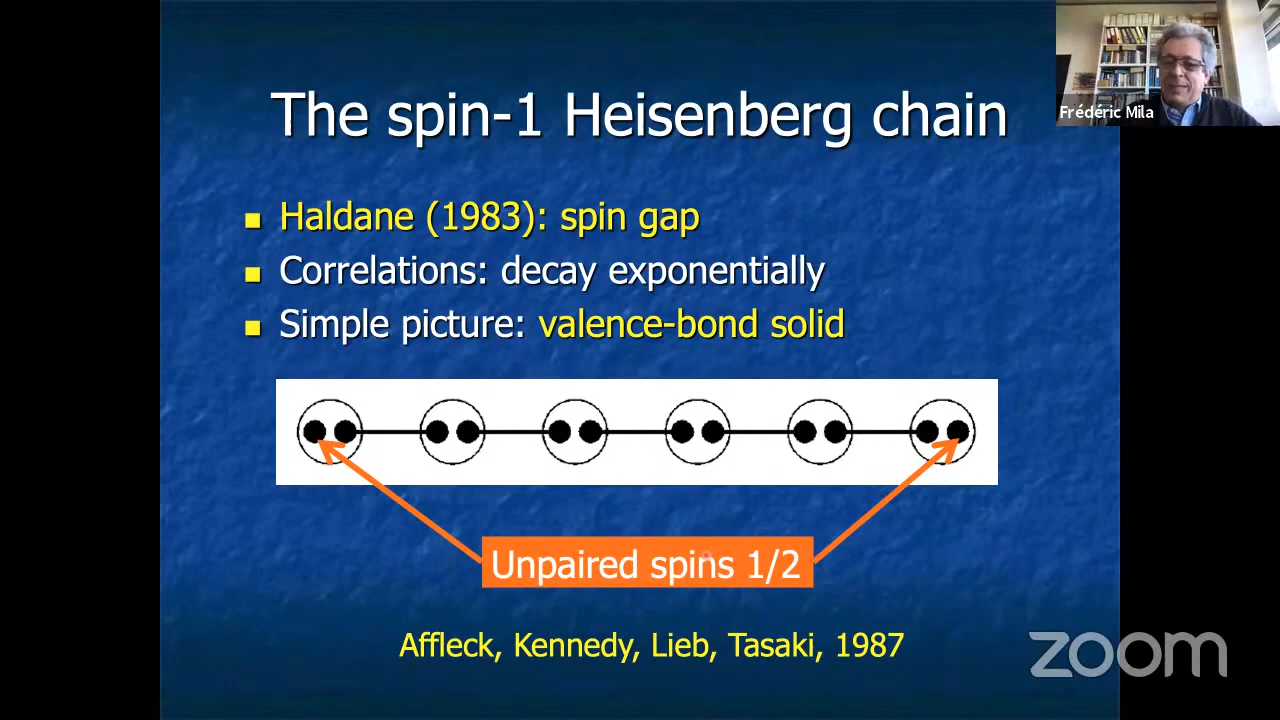 The spin-1 Heisenberg chain
Frédéric Mila
Haldane (1983): spin gap
Correlations: decay exponentially
Simple picture: valence-bond solid
Unpaired spins 1/2
Affleck, Kennedy, Lieb, Tasaki, 1987
zoom